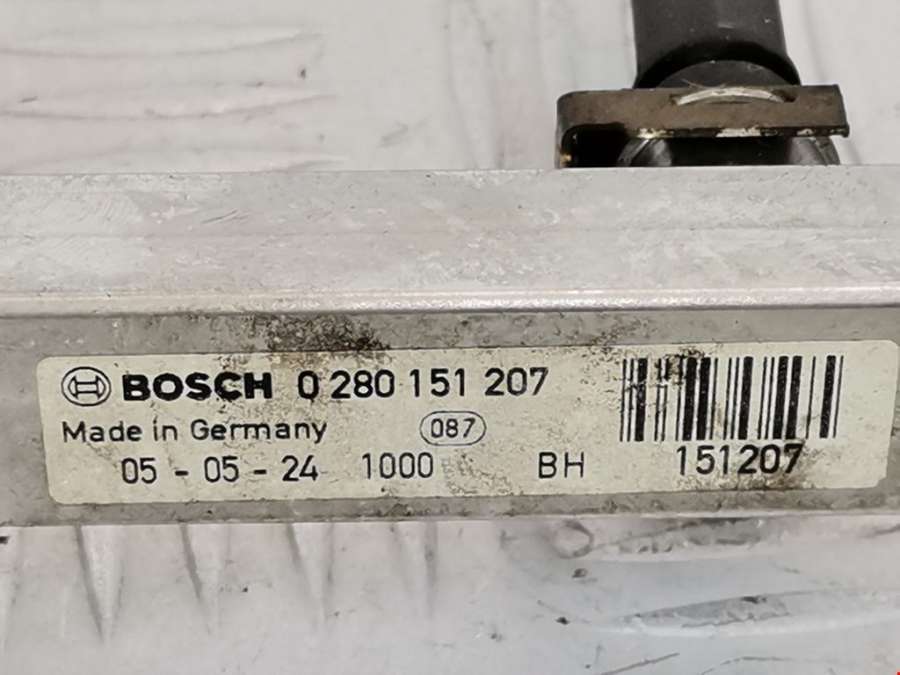 BOSCH 0 280 151 207
Made in Germany 087
05 - 05 - 24 1000 BH 151207